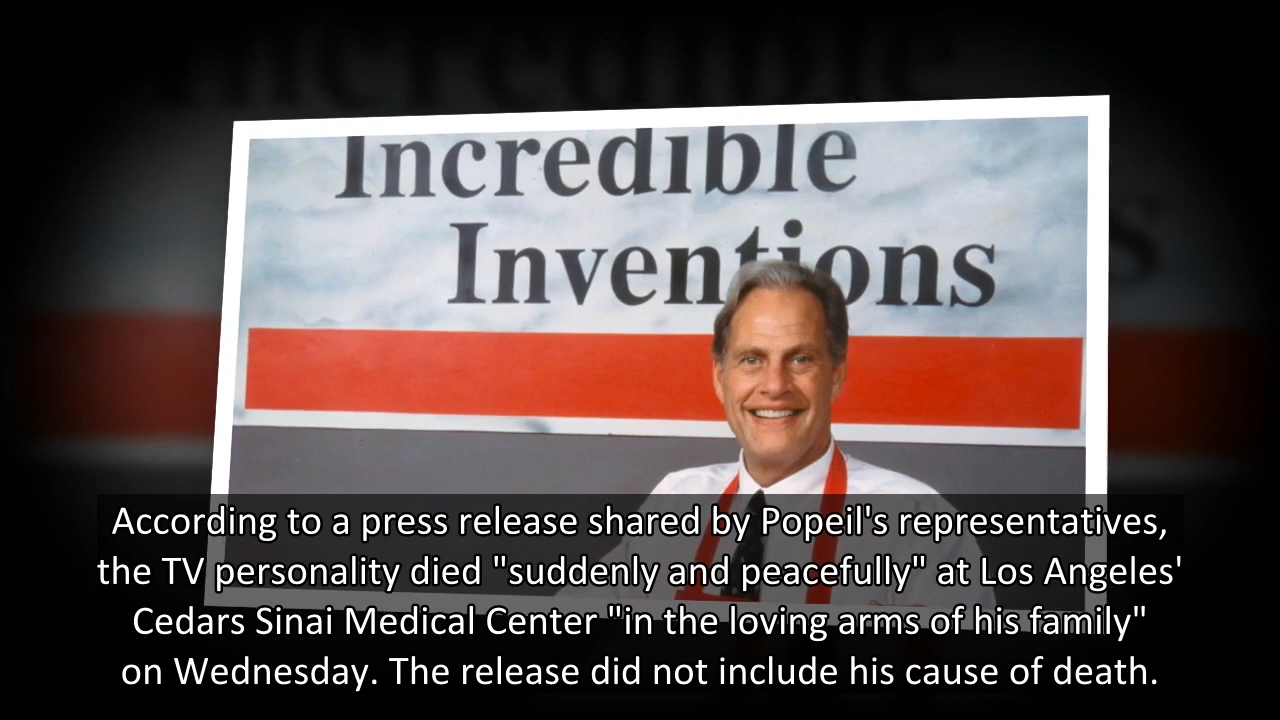 Incredible
Inventions
According to a press release shared by Popeil's representatives,
the TV personality died "suddenly and peacefully" at Los Angeles'
Cedars Sinai Medical Center "in the loving arms of his family"
on Wednesday. The release did not include his cause of death.